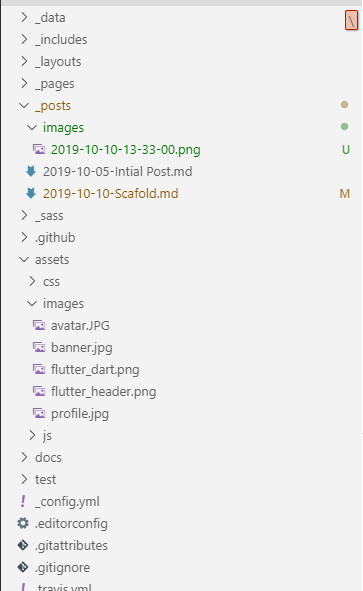 _data
\
_includes
_layouts
_pages
_posts
images
2019-10-10-13-33-00.png U
2019-10-05-Intial Post.md
2019-10-10-Scafold.md M
_sass
.github
assets
css
images
avatar.JPG
banner.jpg
flutter_dart.png
flutter_header.png
profile.jpg
js
docs
test
! _config.yml
.editorconfig
.gitattributes
.gitignore
! .travis.yml